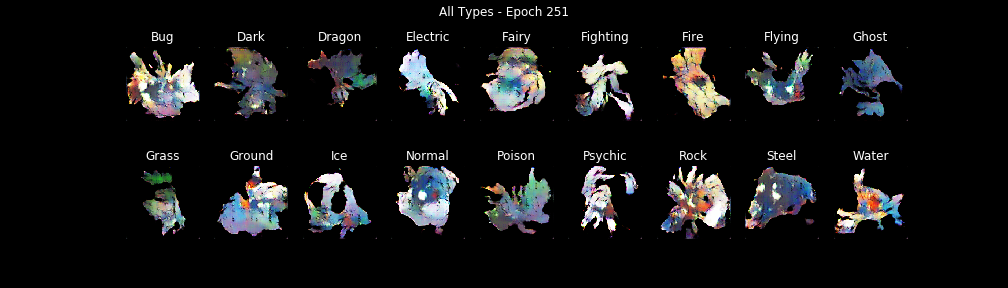 All Types - Epoch 251
Bug Dark Dragon Electric Fairy Fighting Fire Flying Ghost
Grass Ground Ice Normal Poison Psychic Rock Steel Water